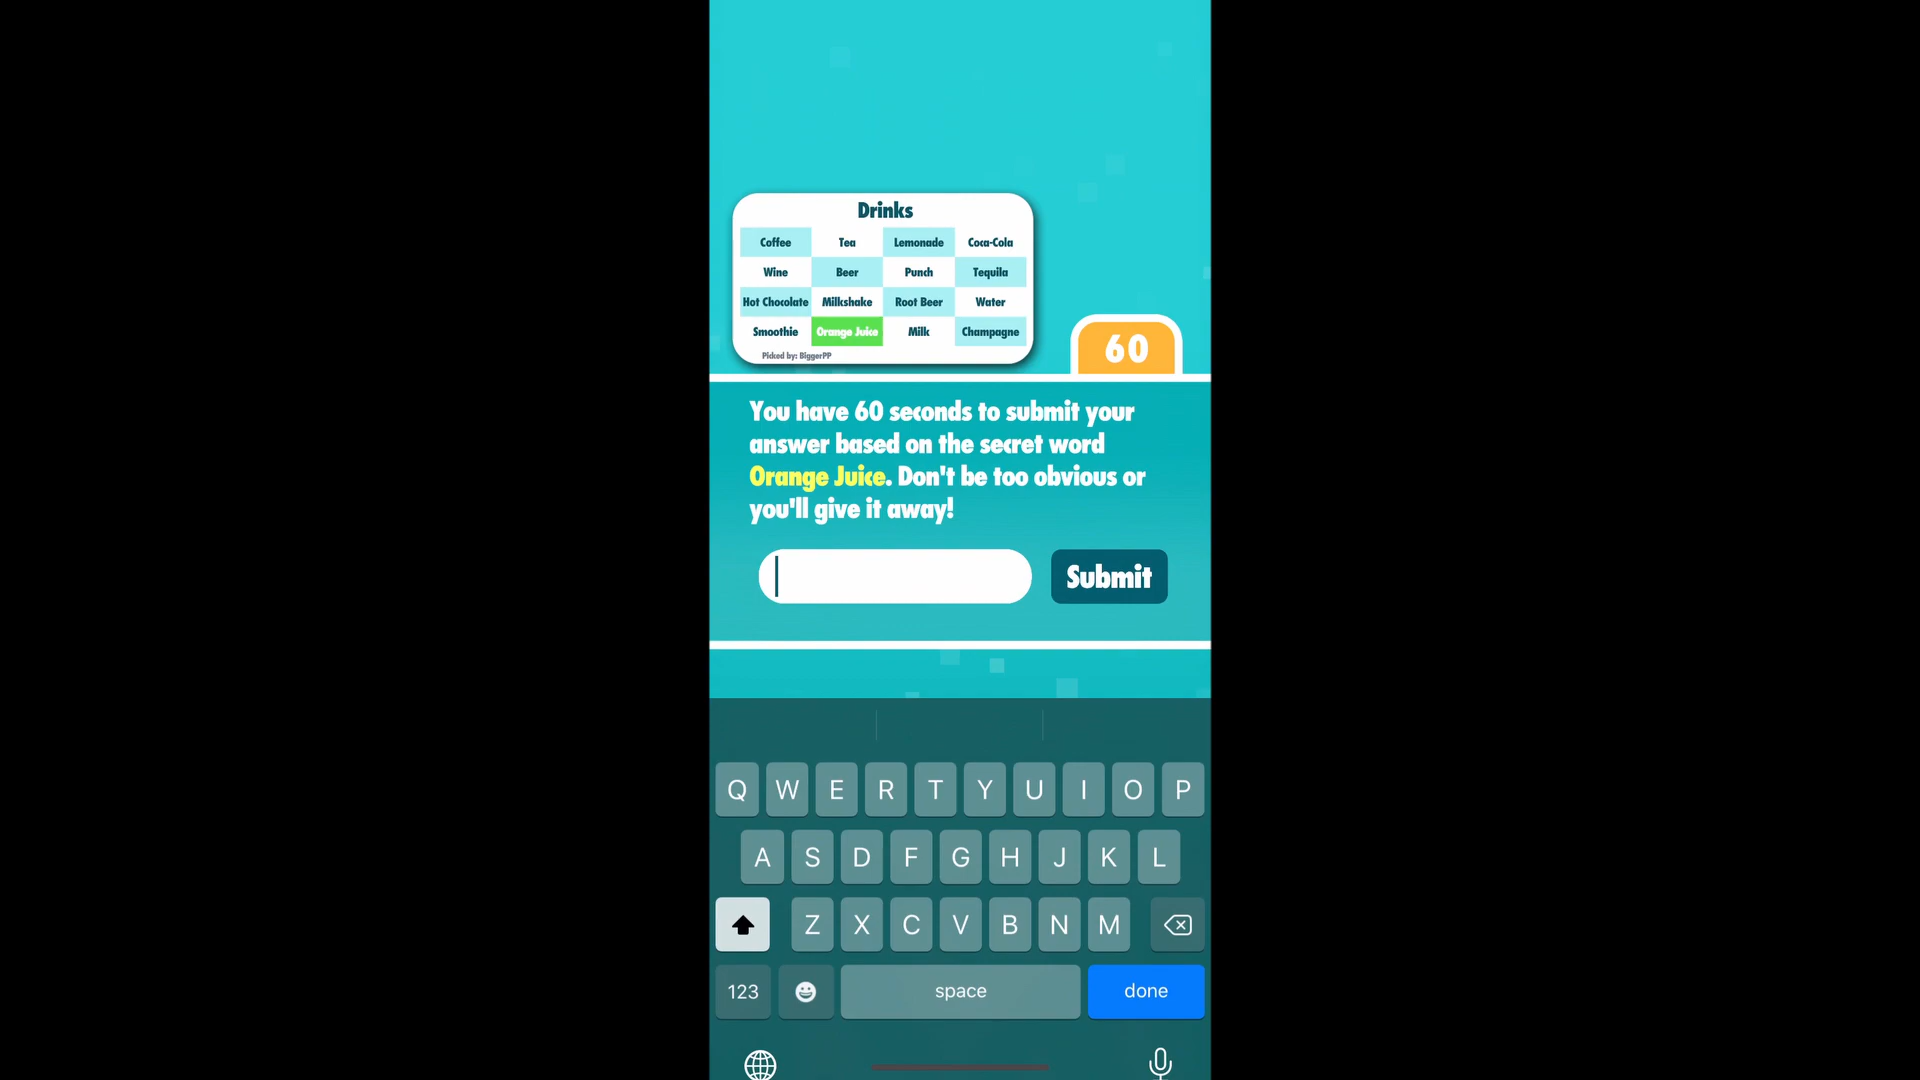 Drinks
Coffee Tea Lemonade Coca-Cola
Wine Beer Punch Tequila
Hot Chocolate Milkshake Root Beer Water
Smoothie Orange Juice Milk Champagne
Picked by: BiggerPP
60
You have 60 seconds to submit your
answer based on the secret word
Orange Juice. Don't be too obvious or
you'll give it away!
Submit
Q W E R T Y U I O P
A S D F G H J K L
Z X C V B N M
123 space done